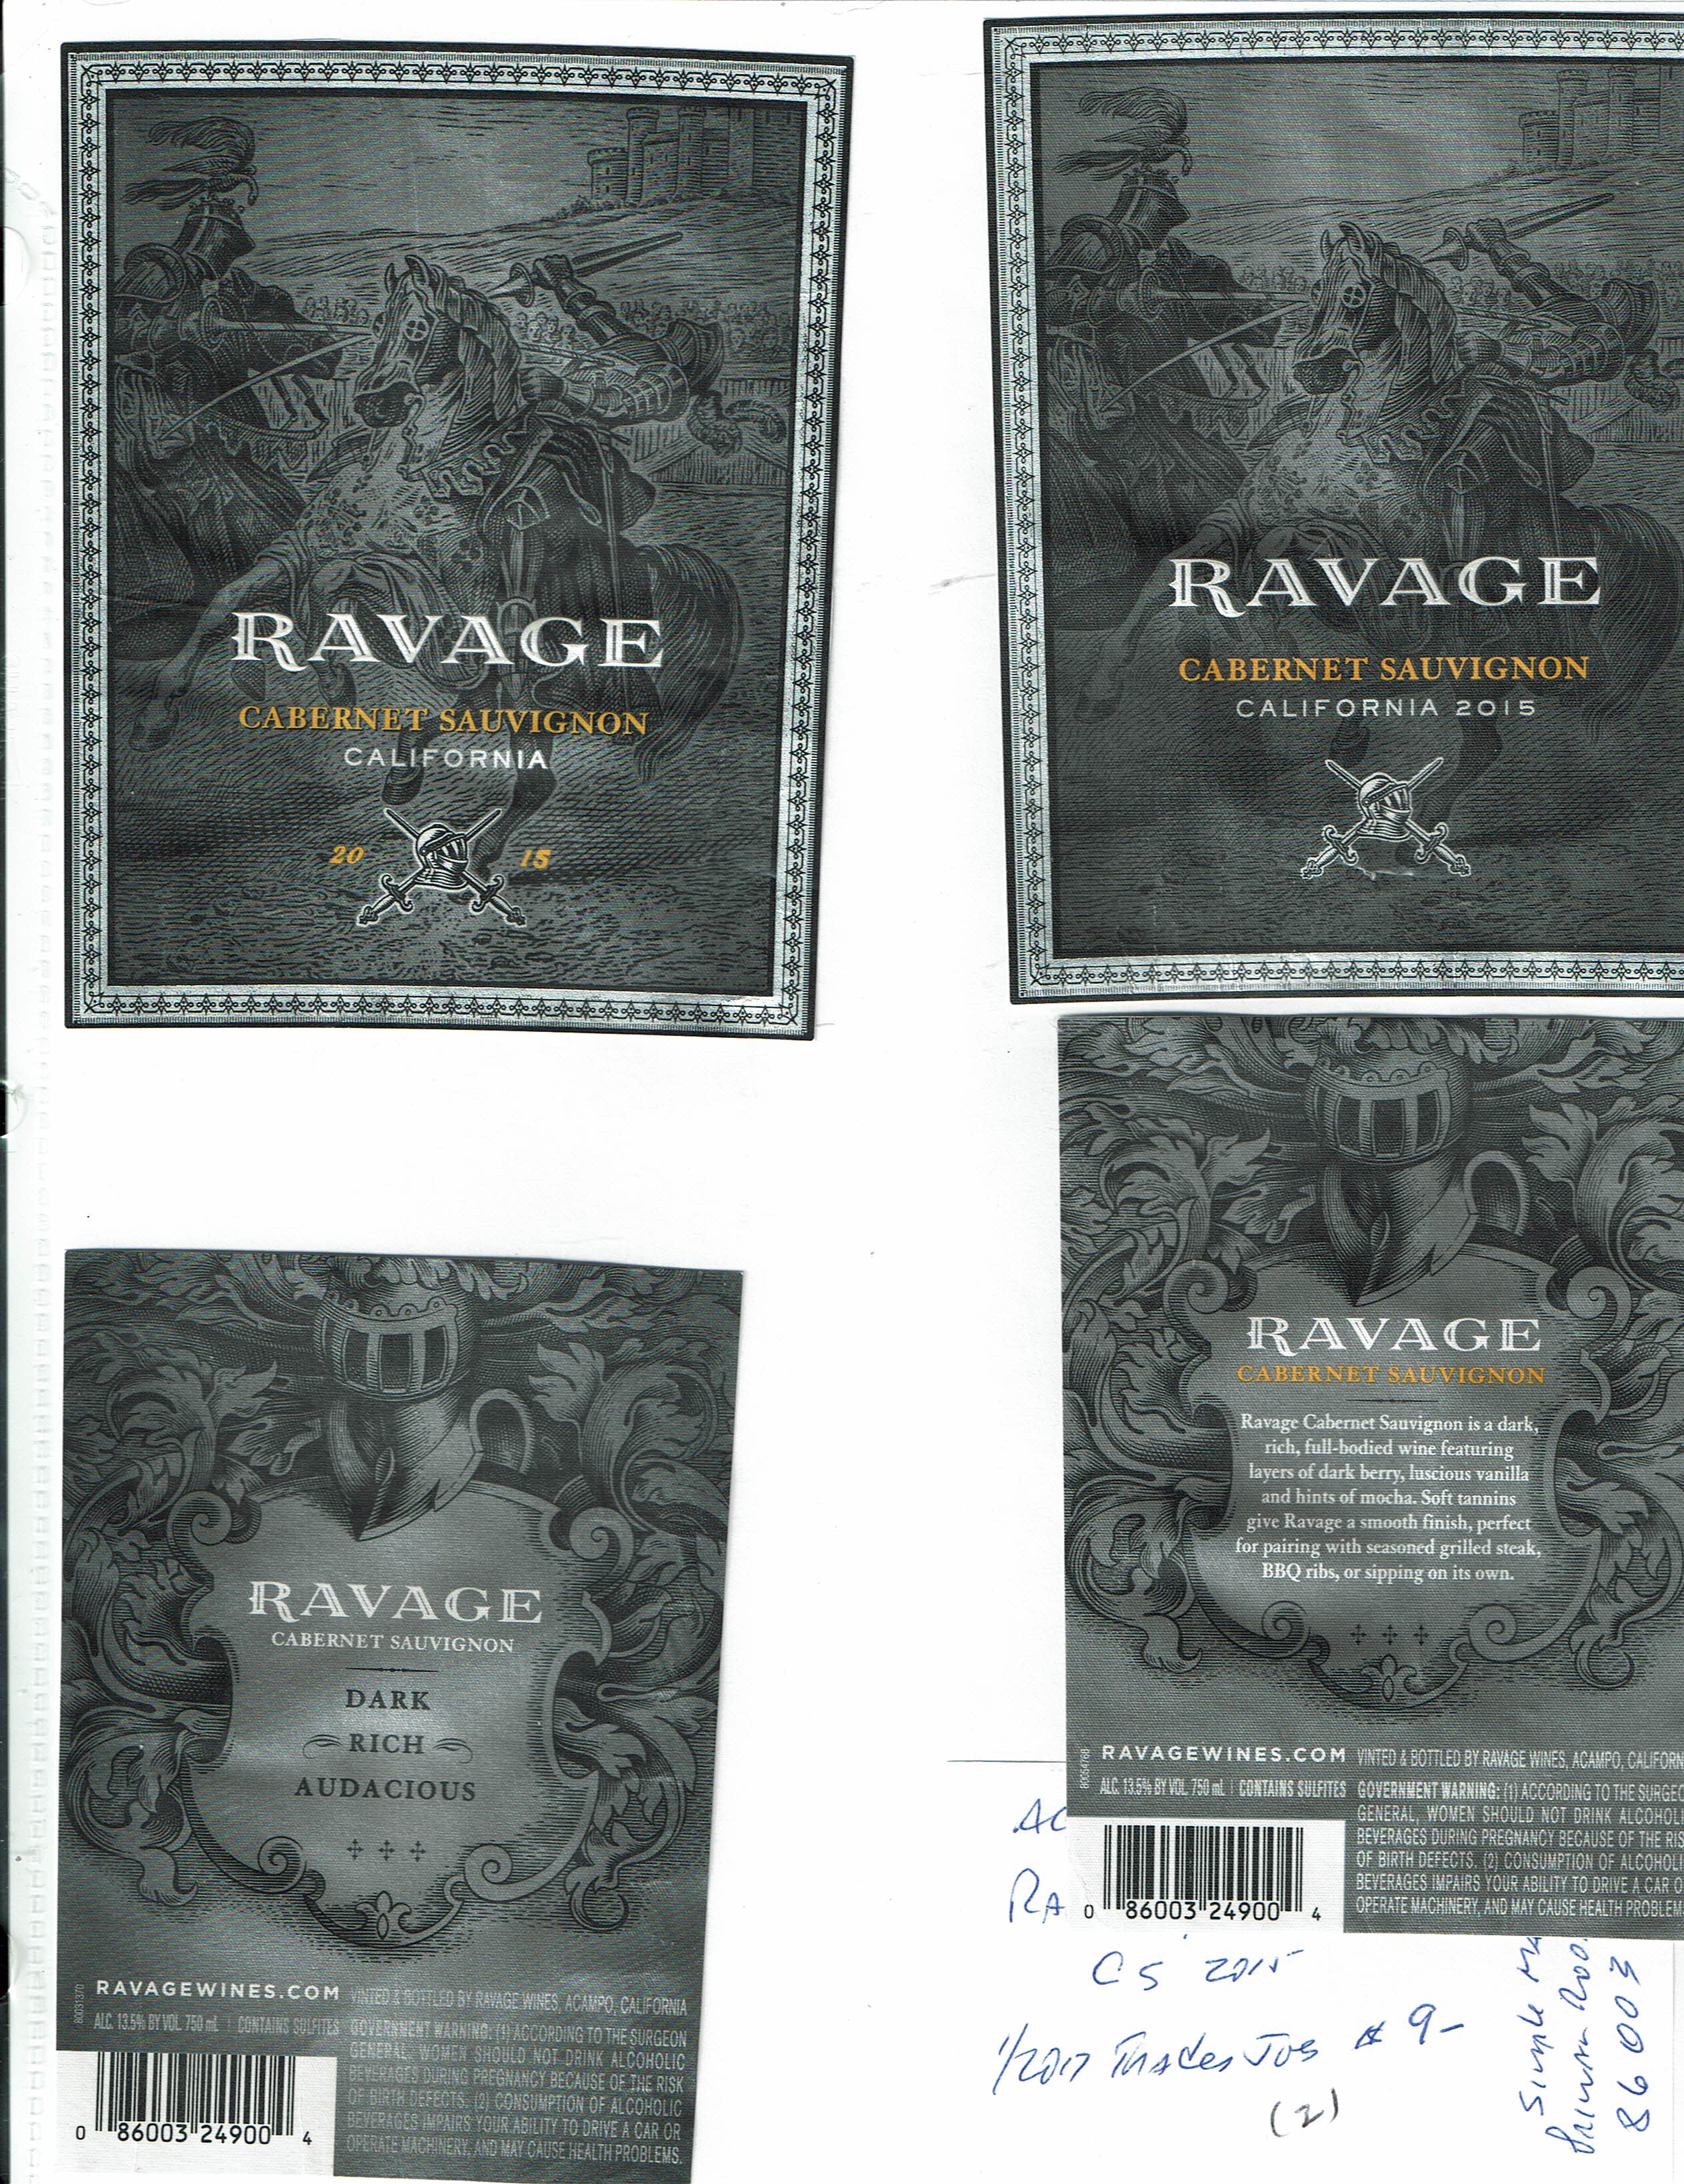 RAVAGE
CABERNET SAUVIGNON
CALIFORNIA
20 15
RAVAGE
CABERNET SAUVIGNON
CALIFORNIA 2015
RAVAGE
CABERNET SAUVIGNON
DARK
RICH
AUDACIOUS
80031370
RAVAGEWINES.COM
ALC. 13.5% BY VOL. 750 mL | CONTAINS SULFITES
VINTED & BOTTLED BY RAVAGE WINES, ACAMPO, CALIFORNIA
GOVERNMENT WARNING: (1) ACCORDING TO THE SURGEON
GENERAL, WOMEN SHOULD NOT DRINK ALCOHOLIC
BEVERAGES DURING PREGNANCY BECAUSE OF THE RISK
OF BIRTH DEFECTS. (2) CONSUMPTION OF ALCOHOLIC
BEVERAGES IMPAIRS YOUR ABILITY TO DRIVE A CAR OR
OPERATE MACHINERY, AND MAY CAUSE HEALTH PROBLEMS.
0 86003 24900 4
RAVAGE
CABERNET SAUVIGNON
Ravage Cabernet Sauvignon is a dark,
rich, full-bodied wine featuring
layers of dark berry, luscious vanilla
and hints of mocha. Soft tannins
give Ravage a smooth finish, perfect
for pairing with seasoned grilled steak,
BBQ ribs, or sipping on its own.
RAVAGEWINES.COM
ALC. 13.5% BY VOL. 750 mL | CONTAINS SULFITES
VINTED & BOTTLED BY RAVAGE WINES, ACAMPO, CALIFORN
GOVERNMENT WARNING: (1) ACCORDING TO THE SURGEO
GENERAL, WOMEN SHOULD NOT DRINK ALCOHOLI
BEVERAGES DURING PREGNANCY BECAUSE OF THE RIS
OF BIRTH DEFECTS. (2) CONSUMPTION OF ALCOHOLI
BEVERAGES IMPAIRS YOUR ABILITY TO DRIVE A CAR O
OPERATE MACHINERY, AND MAY CAUSE HEALTH PROBLEM
0 86003 24900 4
AC
RA
CS 2015
1/2017 Trader Joe # 9-
(2)
86003